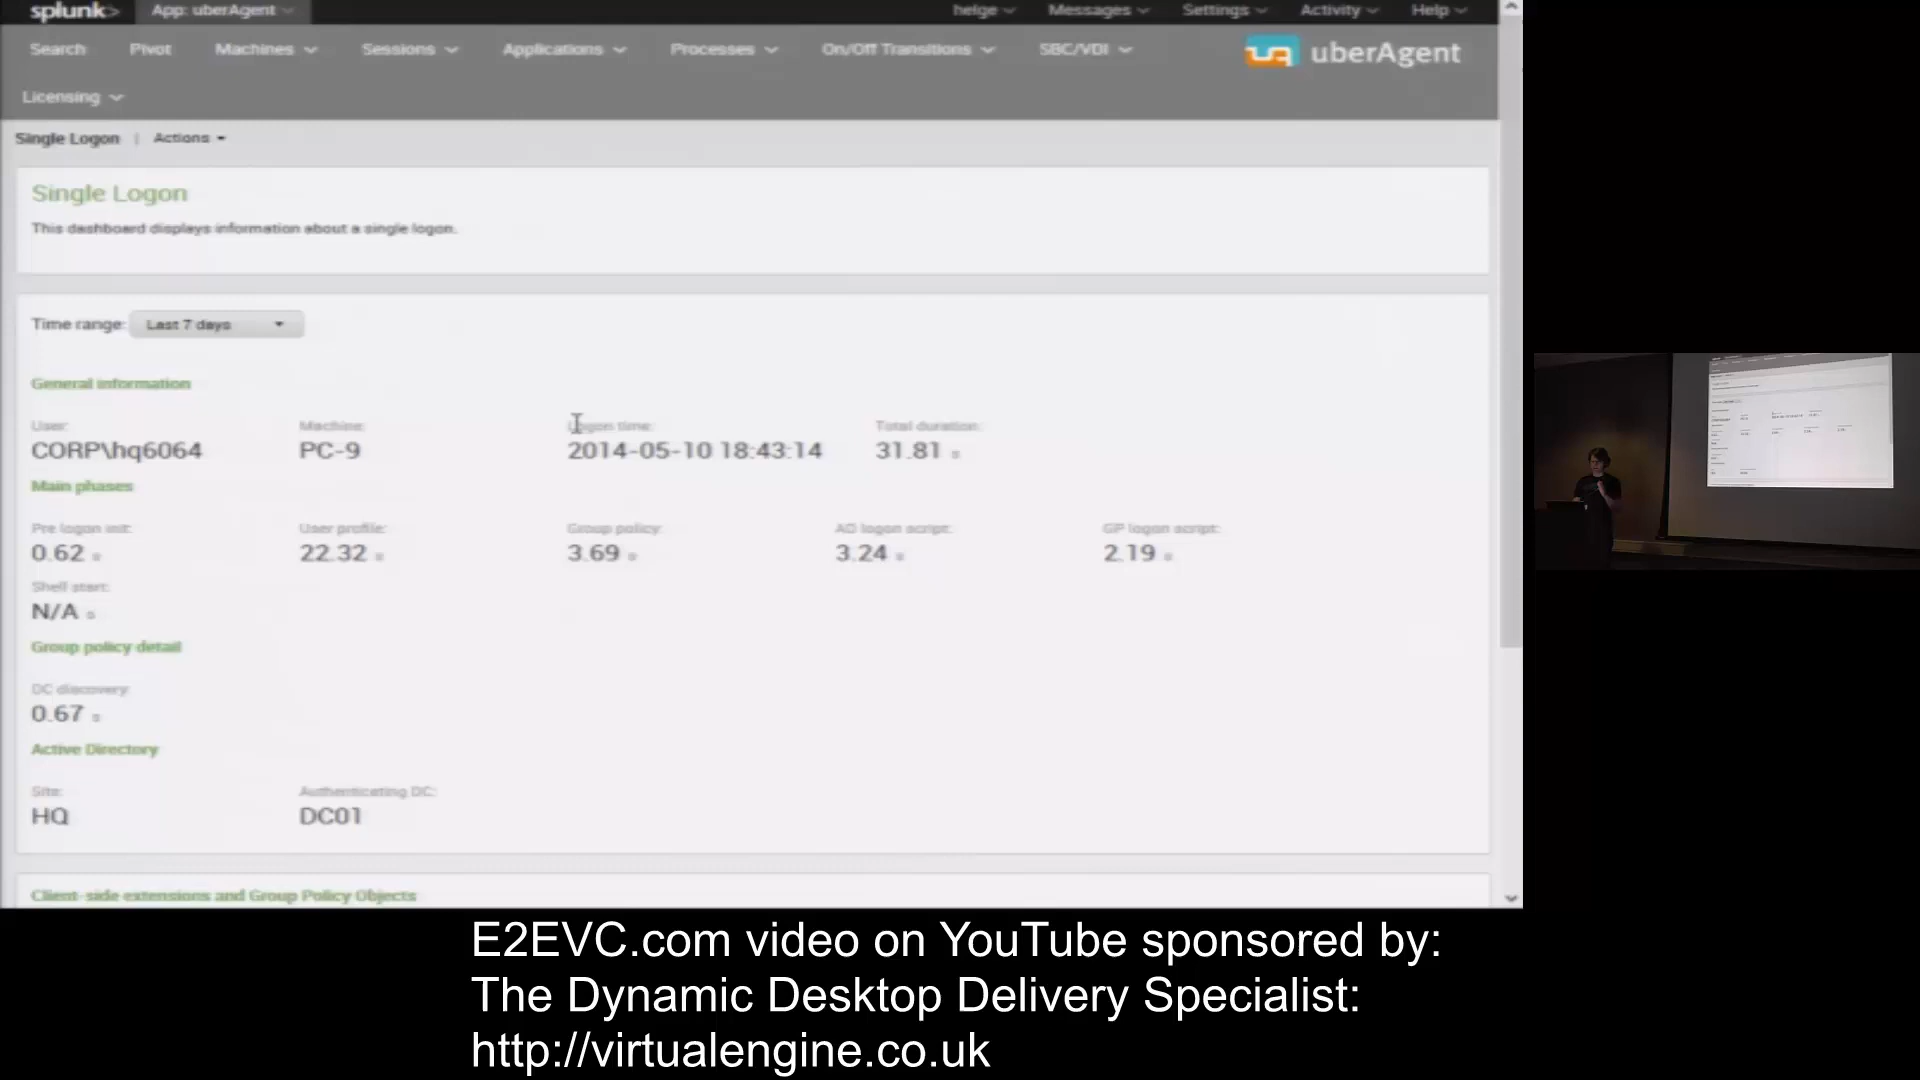 splunk> App: uberAgent helge Messages Settings Activity Help
Search Pivot Machines Sessions Applications Processes On/Off Transitions SBC/VDI uberAgent
Licensing
Single Logon | Actions
Single Logon
This dashboard displays information about a single logon.
Time range: Last 7 days
General information
User: Machine: Logon time: Total duration:
CORP\hq6064 PC-9 2014-05-10 18:43:14 31.81 s
Main phases
Pre logon init: User profile: Group policy: AD logon script: GP logon script:
0.62 s 22.32 s 3.69 s 3.24 s 2.19 s
Shell start:
N/A s
Group policy detail
DC discovery:
0.67 s
Active Directory
Site: Authenticating DC:
HQ DC01
Client-side extensions and Group Policy Objects
E2EVC.com video on YouTube sponsored by:
The Dynamic Desktop Delivery Specialist:
http://virtualengine.co.uk